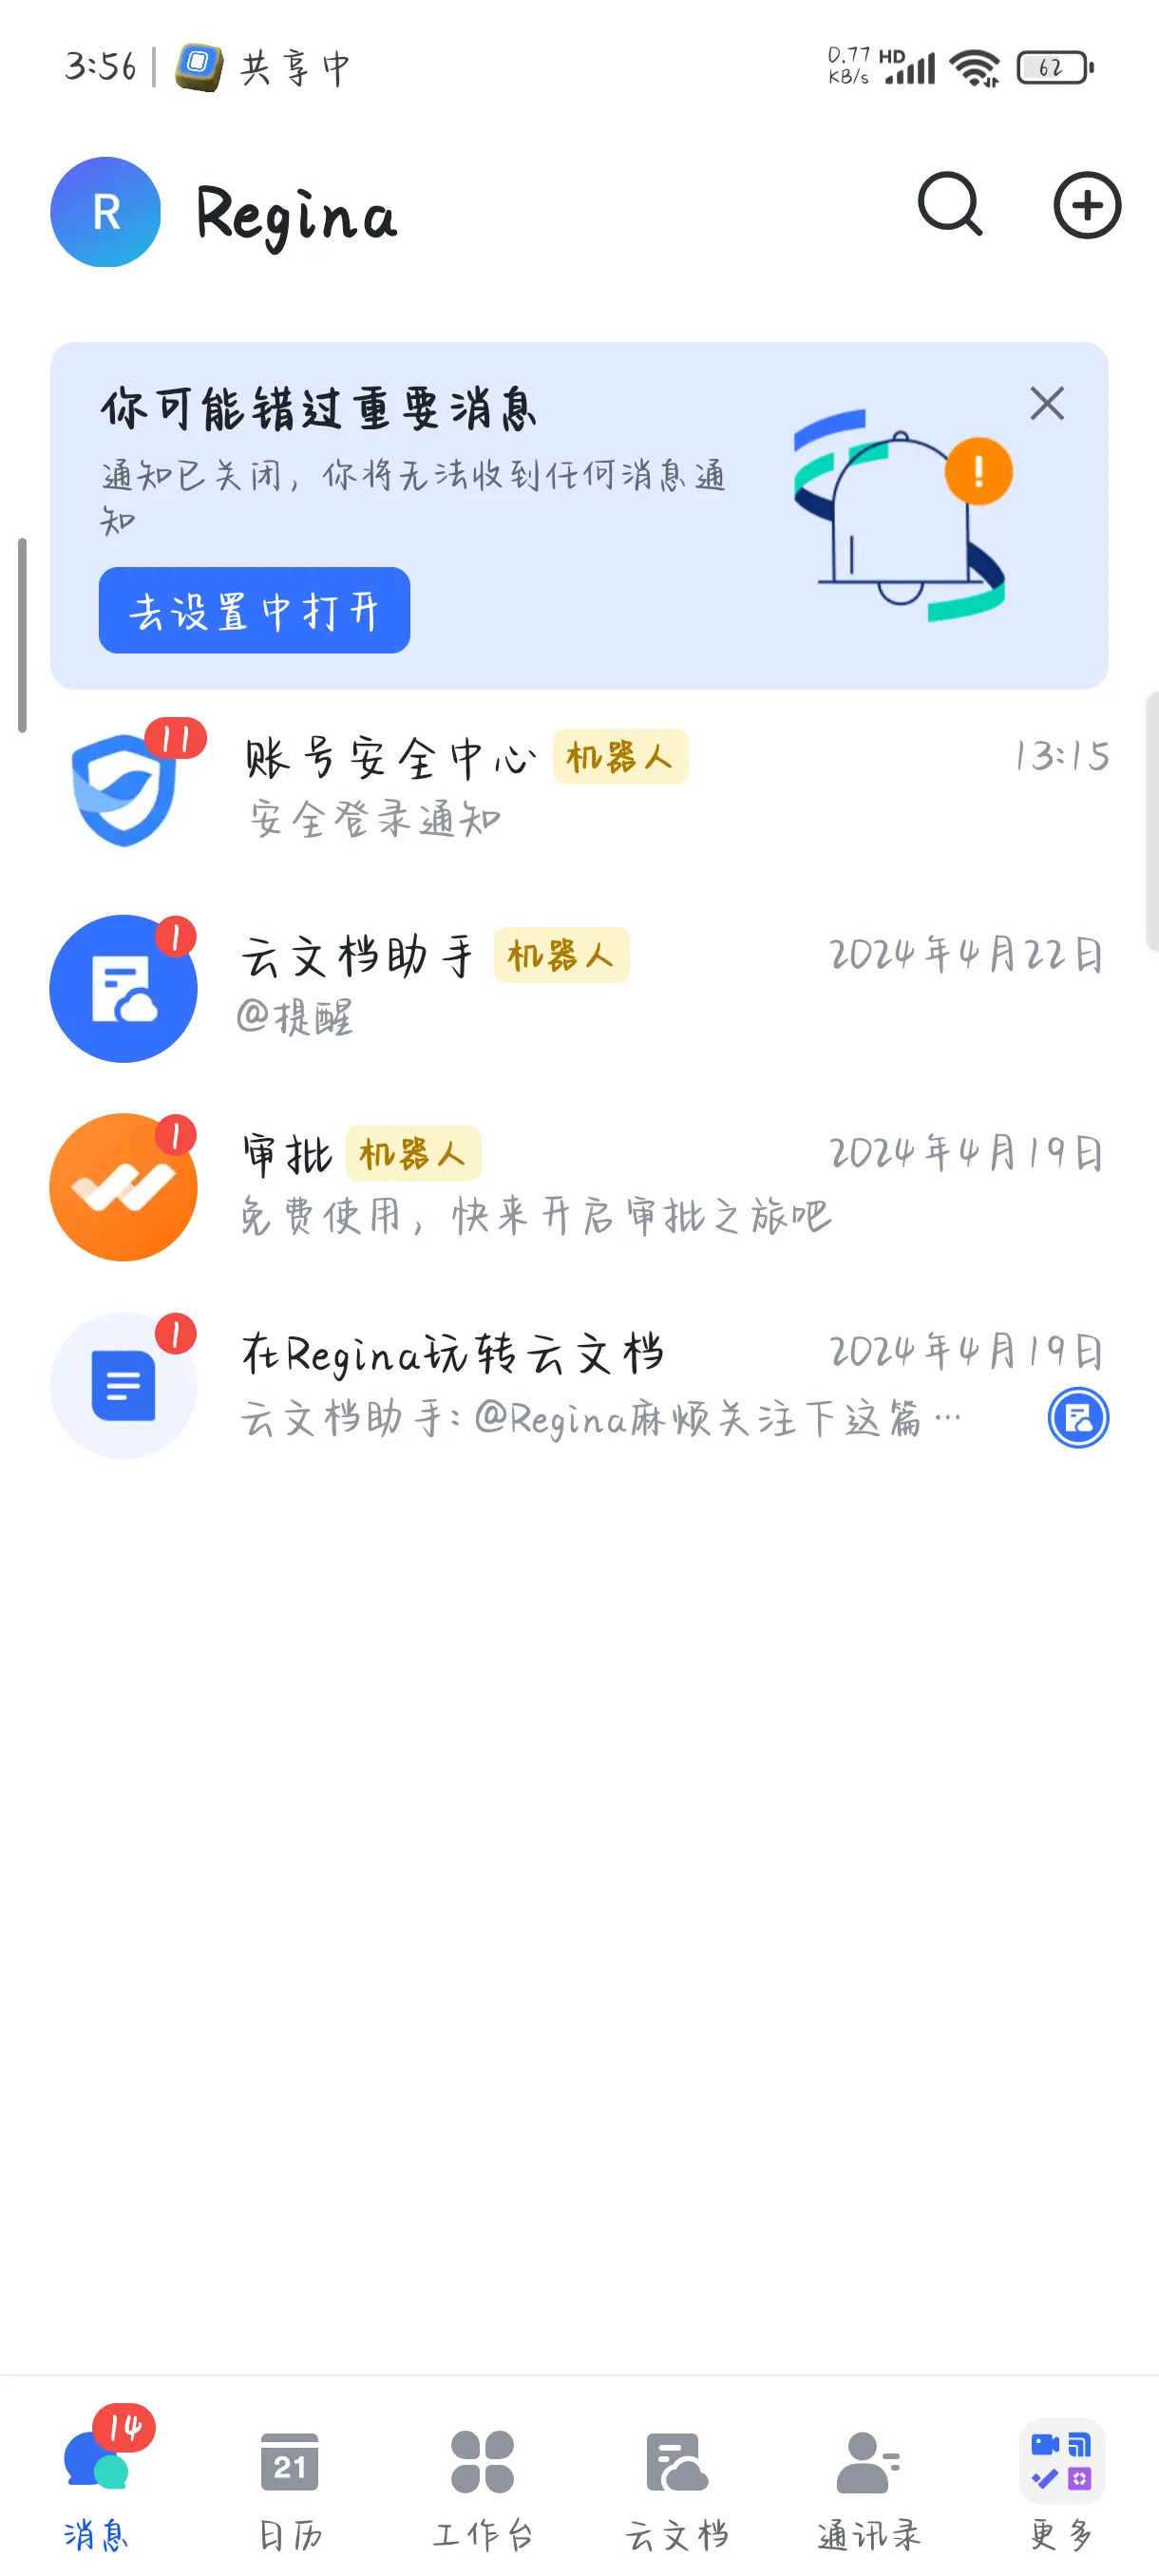 3:56
共享中
0.77 KB/s
HD
62
R
Regina
你可能错过重要消息
通知已关闭，你将无法收到任何消息通
知
去设置中打开
11
账号安全中心 机器人 13:15
安全登录通知
1
云文档助手 机器人 2024年4月22日
@提醒
1
审批 机器人 2024年4月19日
免费使用，快来开启审批之旅吧
1
在Regina玩转云文档 2024年4月19日
云文档助手: @Regina麻烦关注下这篇…
14
21
消息 日历 工作台 云文档 通讯录 更多